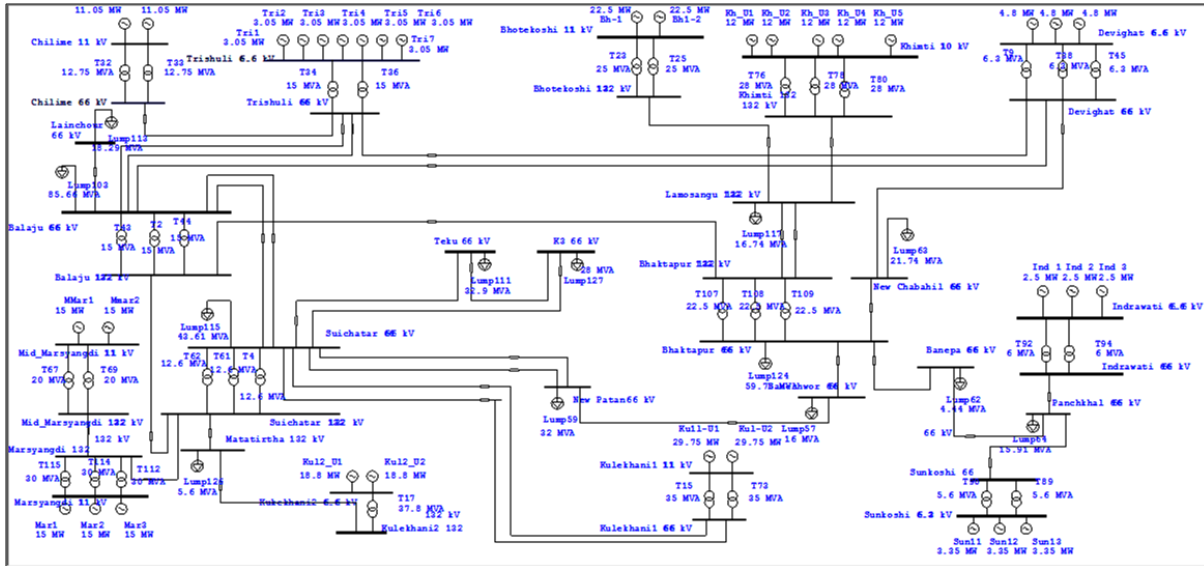 11.05 MW 11.05 MW
Chilime 11 kV
T32
12.75 MVA
T33
12.75 MVA
Chilime 66 kV
Tri2 Tri3 Tri4 Tri5 Tri6
3.05 MW 3.05 MW 3.05 MW 3.05 MW 3.05 MW
Tri1
3.05 MW
Tri7
3.05 MW
Trishuli 6.6 kV
T34
15 MVA
T36
15 MVA
Trishuli 66 kV
22.5 MW 22.5 MW
Bh-1 Bh1-2
Bhotekoshi 11 kV
T23
25 MVA
T25
25 MVA
Bhotekoshi 132 kV
Kh_U1 Kh_U2 Kh_U3 Kh_U4 Kh_U5
12 MW 12 MW 12 MW 12 MW 12 MW
Khimti 10 kV
T76
28 MVA
T78
28 MVA
T80
28 MVA
Khimti 132
132 kV
4.8 MW 4.8 MW 4.8 MW
Devighat 6.6 kV
T9
6.3 MVA
T38
6.3 MVA
T45
6.3 MVA
Devighat 66 kV
Lainchour
66 kV
Lump113
18.29 MVA
Lump103
85.66 MVA
Balaju 66 kV
T43
15 MVA
T2
15 MVA
T44
15 MVA
Balaju 132 kV
Lamosangu 132 kV
Lump117
16.74 MVA
Lump63
21.74 MVA
New Chabahil 66 kV
Teku 66 kV
Lump111
32.9 MVA
K3 66 kV
28 MVA
Lump127
Bhaktapur 132 kV
T107
22.5 MVA
T108
22.5 MVA
T109
22.5 MVA
Bhaktapur 66 kV
Lump124
Ind 1 Ind 2 Ind 3
2.5 MW 2.5 MW 2.5 MW
Indrawati 6.6 kV
T92
6 MVA
T94
6 MVA
Indrawati 66 kV
MMar1 Mmar2
15 MW 15 MW
Mid_Marsyangdi 11 kV
T67
20 MVA
T69
20 MVA
Mid_Marsyangdi 132 kV
132 kV
Marsyangdi 132
T115
30 MVA
T114
30 MVA
T112
30 MVA
Marsyangdi 11 kV
Mar1 Mar2 Mar3
15 MW 15 MW 15 MW
Lump115
43.61 MVA
Suichatar 66 kV
T62
12.6 MVA
T61
12.6 MVA
T4
12.6 MVA
Suichatar 132 kV
Matatirtha 132 kV
Lump126
5.6 MVA
Kul2_U1 Kul2_U2
18.8 MW 18.8 MW
Kulekhani2 6.6 kV
T17
37.8 MVA
132 kV
Kulekhani2 132
New Patan66 kV
Lump59
32 MVA
Lump57
16 MVA
Banepa 66 kV
Lump62
4.44 MVA
66 kV
Panchkhal 66 kV
Lump64
15.91 MVA
Kul1-U1 Kul-U2
29.75 MW 29.75 MW
Kulekhani1 11 kV
T15
35 MVA
T73
35 MVA
Kulekhani1 66 kV
Sunkoshi 66
5.6 MVA
T89
5.6 MVA
Sun11 Sun12 Sun13
3.35 MW 3.35 MW 3.35 MW